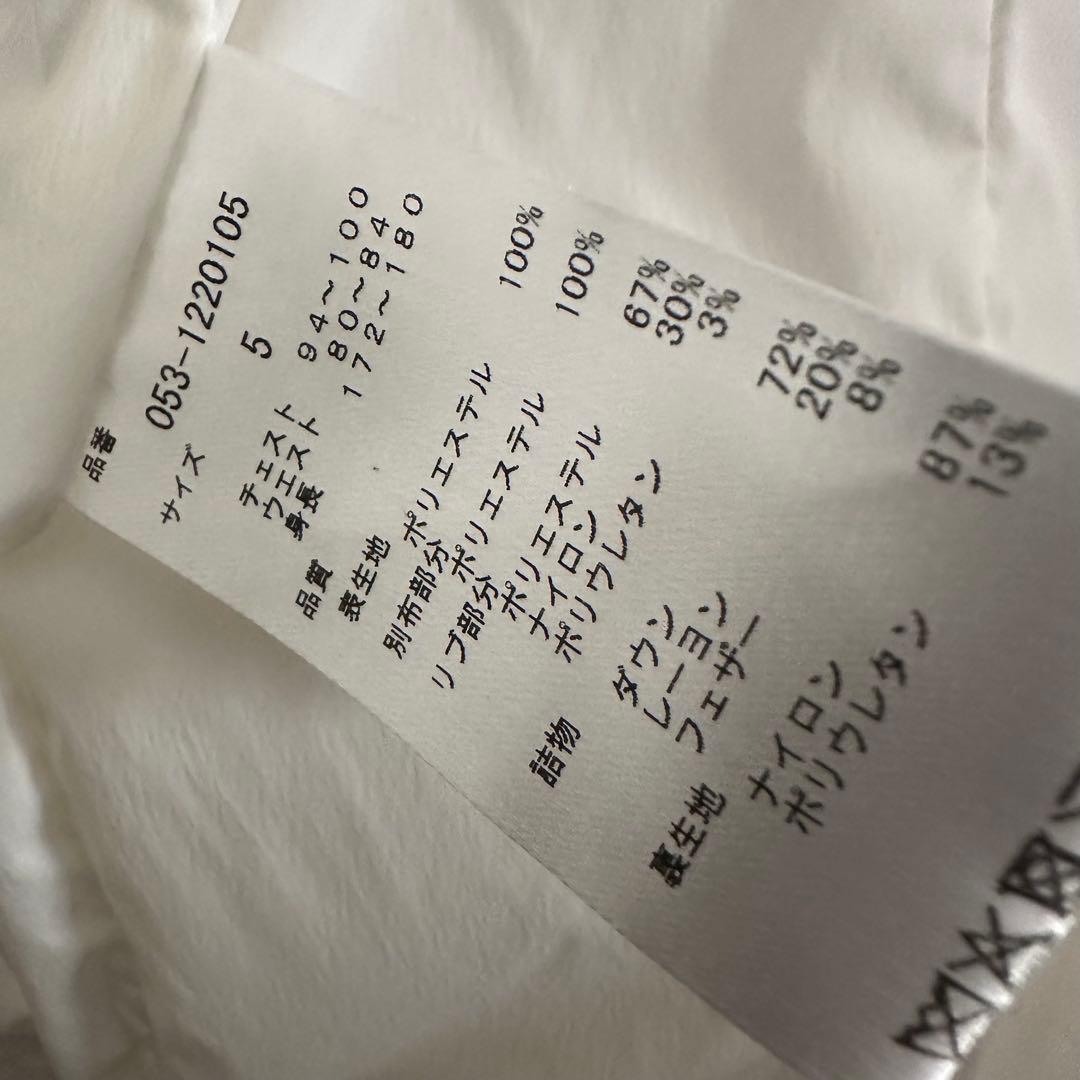 品番
053-1220105
サイズ 5
チェスト 94～100
ウエスト 80～84
身長 172～180
品質
表生地
ポリエステル 100%
別布部分
ポリエステル 100%
リブ部分
ポリエステル 67%
ナイロン 30%
ポリウレタン 3%
詰物
ダウン 72%
レーヨン 20%
フェザー 8%
裏生地
ナイロン 87%
ポリウレタン 13%